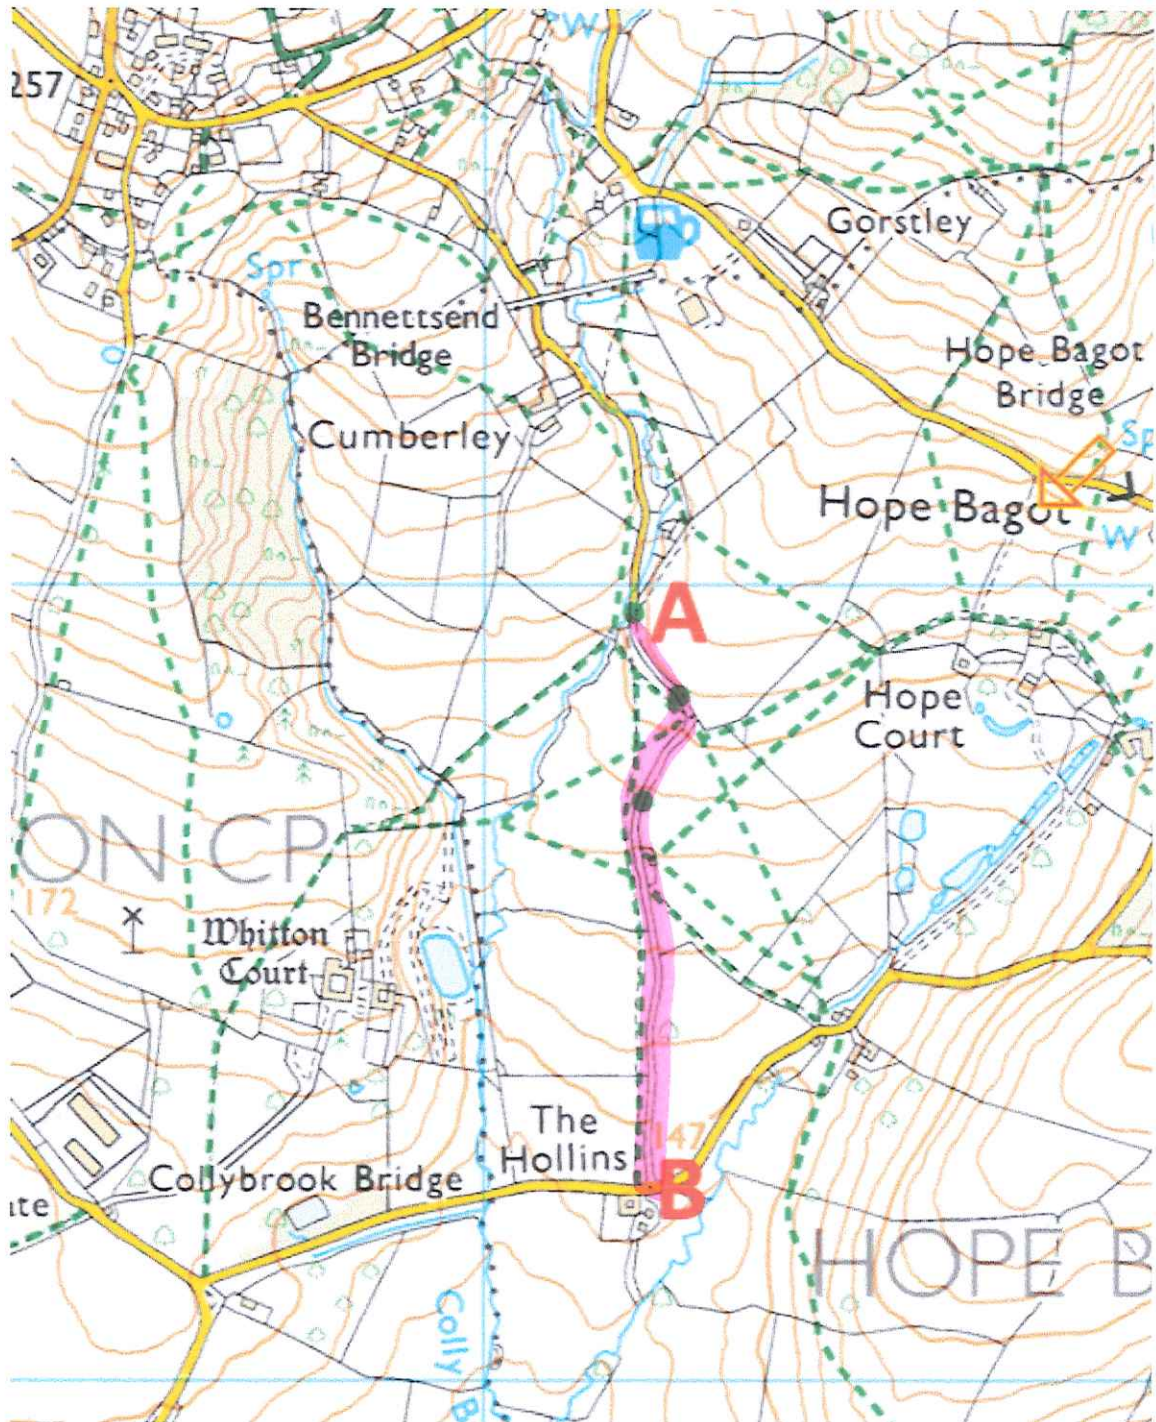 W
257
Gorstley
Spr
Bennettsend
Bridge
Hope Bagot
Bridge
Cumberley
Sp
Hope Bagot
W
A
Hope
Court
ON CP
172
Whitton
Court
The
Hollins
147
Collybrook Bridge
B
ate
HOPE B
Colly B